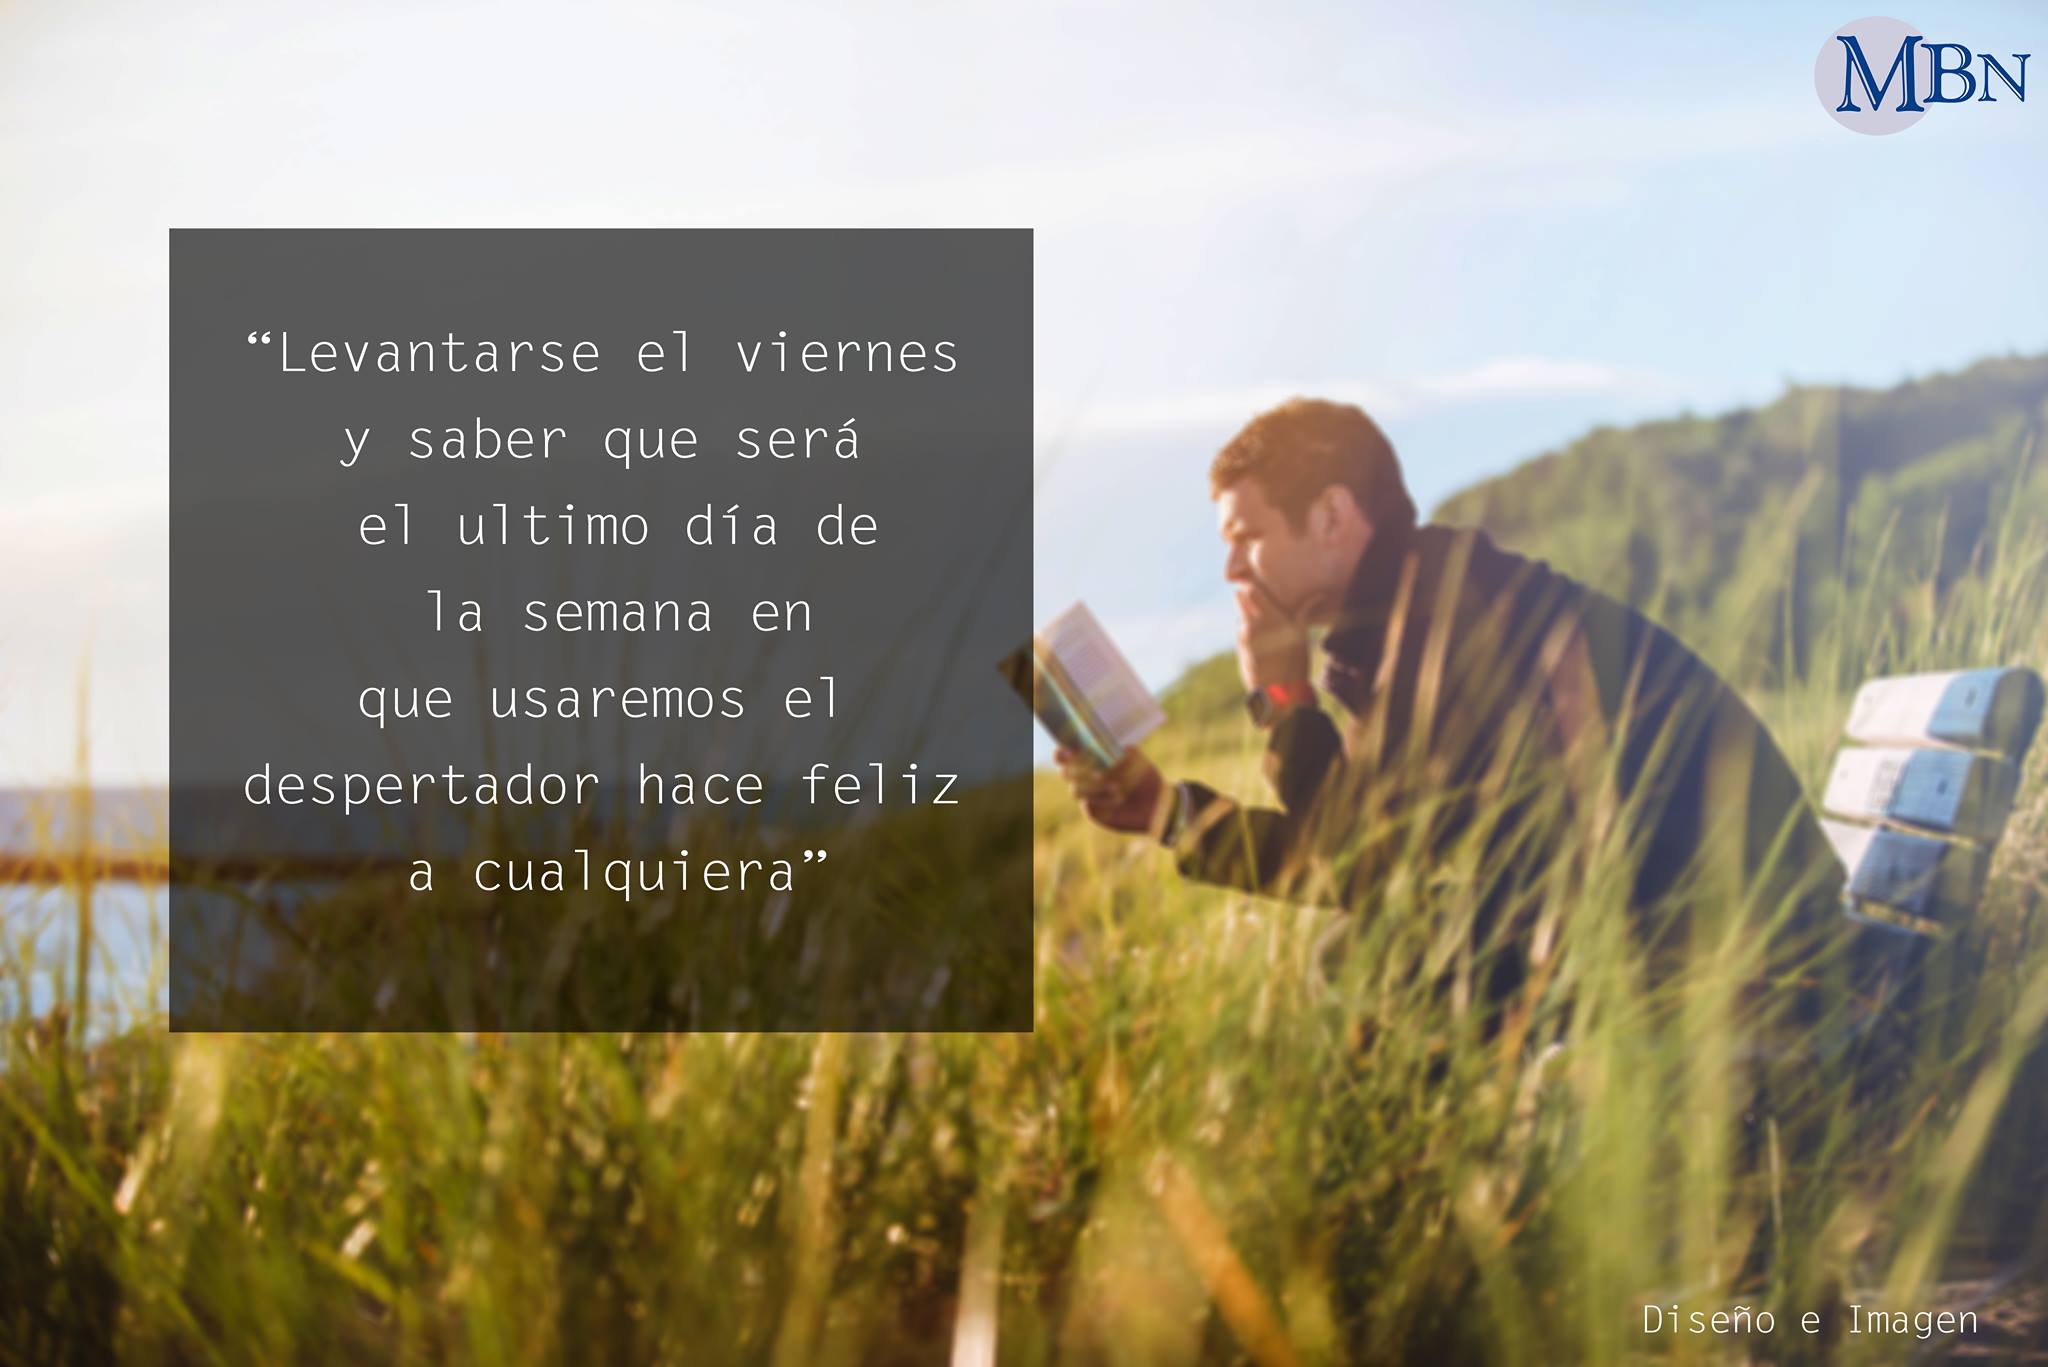 MBN
“Levantarse el viernes
y saber que será
el ultimo día de
la semana en
que usaremos el
despertador hace feliz
a cualquiera”
Diseño e Imagen